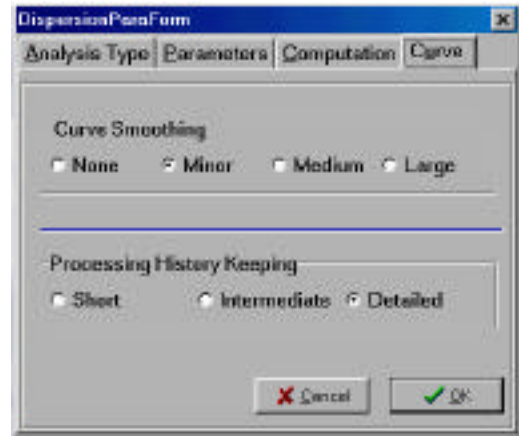 DispersionParaForm
Analysis Type Parameters Computation Curve
Curve Smoothing
None Minor Medium Large
Processing History Keeping
Short Intermediate Detailed
Cancel OK